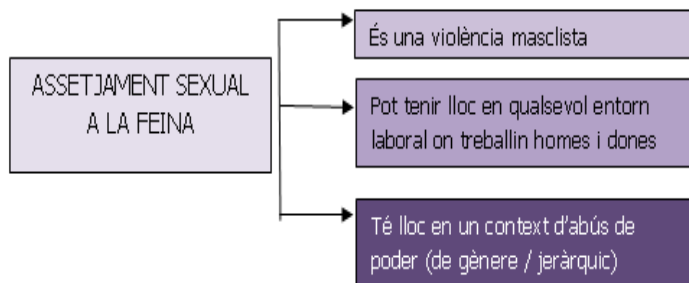 ASSETJAMENT SEXUAL
A LA FEINA
És una violència masclista
Pot tenir lloc en qualsevol entorn
laboral on treballin homes i dones
Té lloc en un context d'abús de
poder (de gènere / jeràrquic)